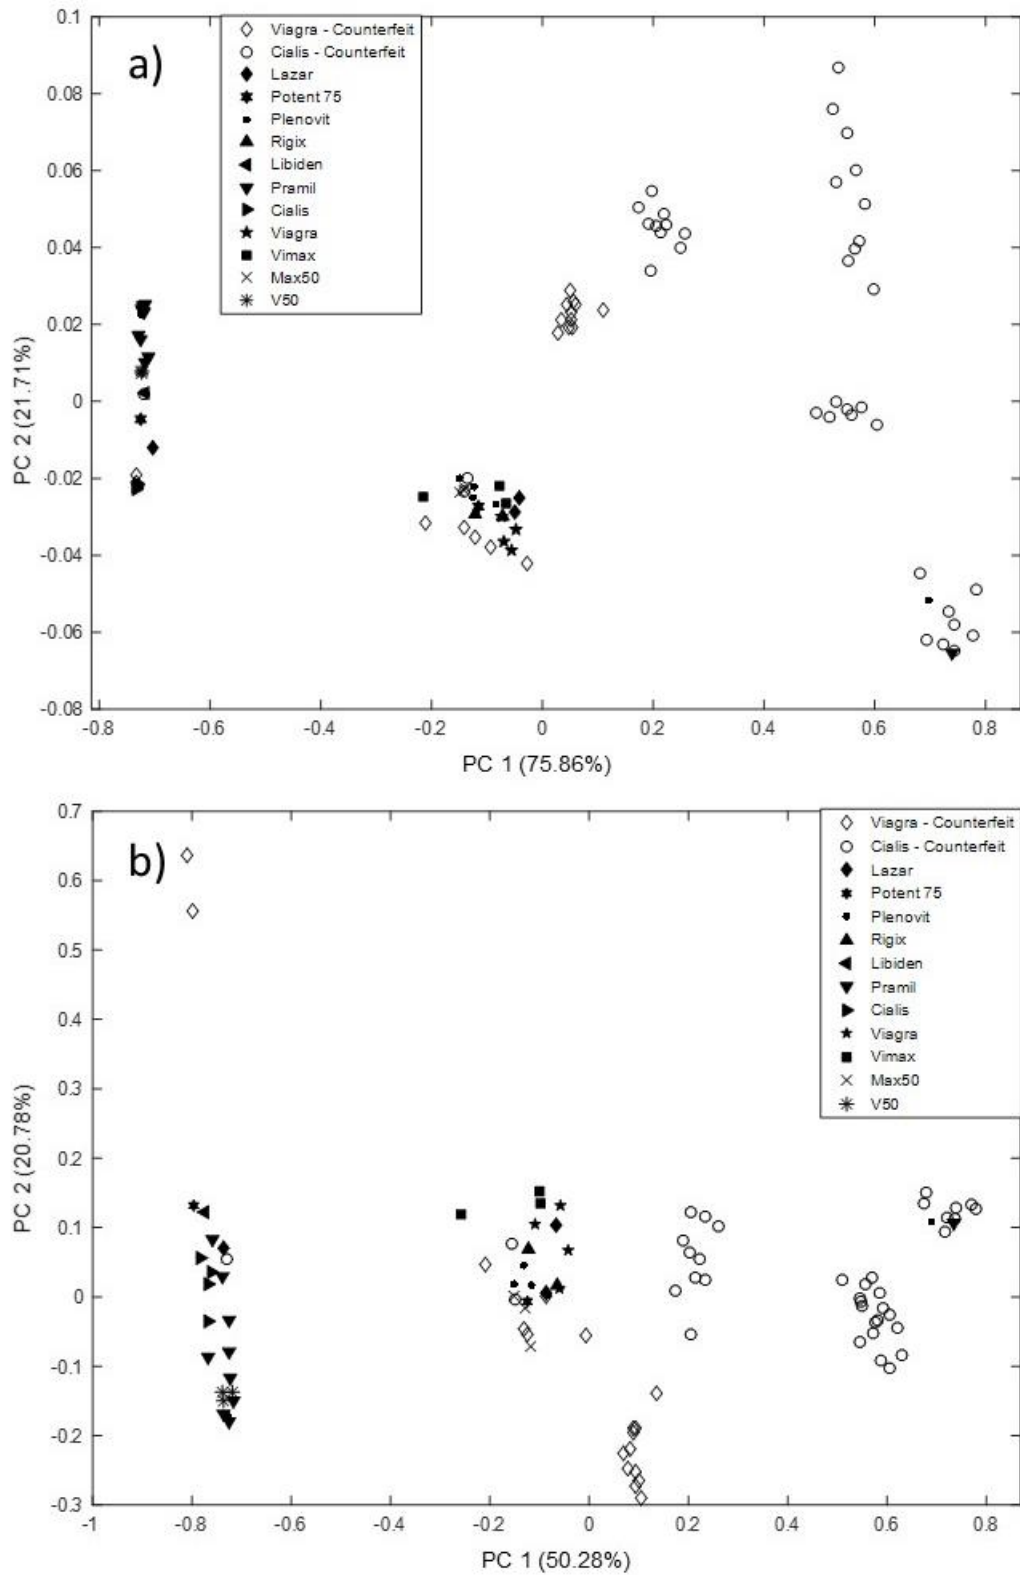 0.1
0.08
0.06
0.04
0.02
0
-0.02
-0.04
-0.06
-0.08
PC 2 (21.71%)
a)
Viagra - Counterfeit
Cialis - Counterfeit
Lazar
Potent 75
Plenovit
Rigix
Libiden
Pramil
Cialis
Viagra
Vimax
Max50
V50
-0.8 -0.6 -0.4 -0.2 0 0.2 0.4 0.6 0.8
PC 1 (75.86%)
0.7
0.6
0.5
0.4
0.3
0.2
0.1
0
-0.1
-0.2
-0.3
PC 2 (20.78%)
b)
Viagra - Counterfeit
Cialis - Counterfeit
Lazar
Potent 75
Plenovit
Rigix
Libiden
Pramil
Cialis
Viagra
Vimax
Max50
V50
-1 -0.8 -0.6 -0.4 -0.2 0 0.2 0.4 0.6 0.8
PC 1 (50.28%)